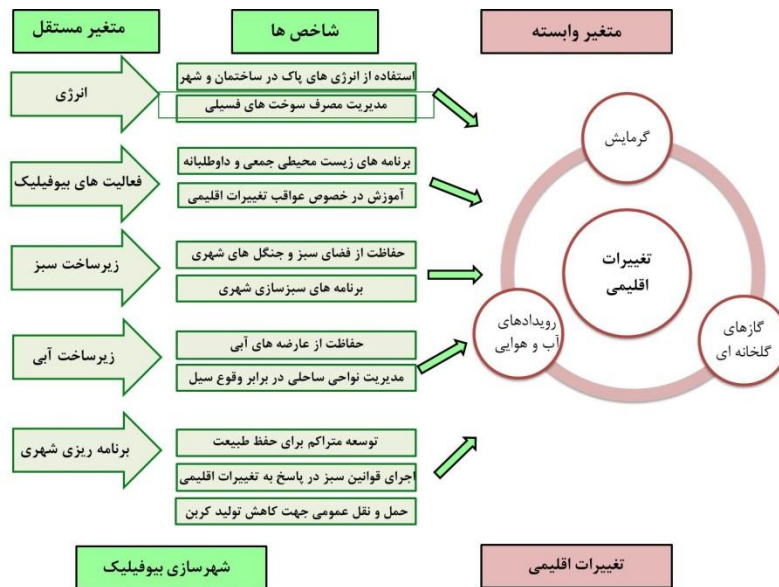 متغیر مستقل
شاخص ها
متغیر وابسته
انرژی
استفاده از انرژی های پاک در ساختمان و شهر
مدیریت مصرف سوخت های فسیلی
فعالیت های بیوفیلیک
برنامه های زیست محیطی جمعی و داوطلبانه
آموزش در خصوص عواقب تغییرات اقلیمی
زیرساخت سبز
حفاظت از فضای سبز و جنگل های شهری
برنامه های سبزسازی شهری
زیرساخت آبی
حفاظت از عارضه های آبی
مدیریت نواحی ساحلی در برابر وقوع سیل
برنامه ریزی شهری
توسعه متراکم برای حفظ طبیعت
اجرای قوانین سبز در پاسخ به تغییرات اقلیمی
حمل و نقل عمومی جهت کاهش تولید کربن
گرمایش
تغییرات
اقلیمی
رویدادهای
آب و هوایی
گازهای
گلخانه ای
شهرسازی بیوفیلیک
تغییرات اقلیمی